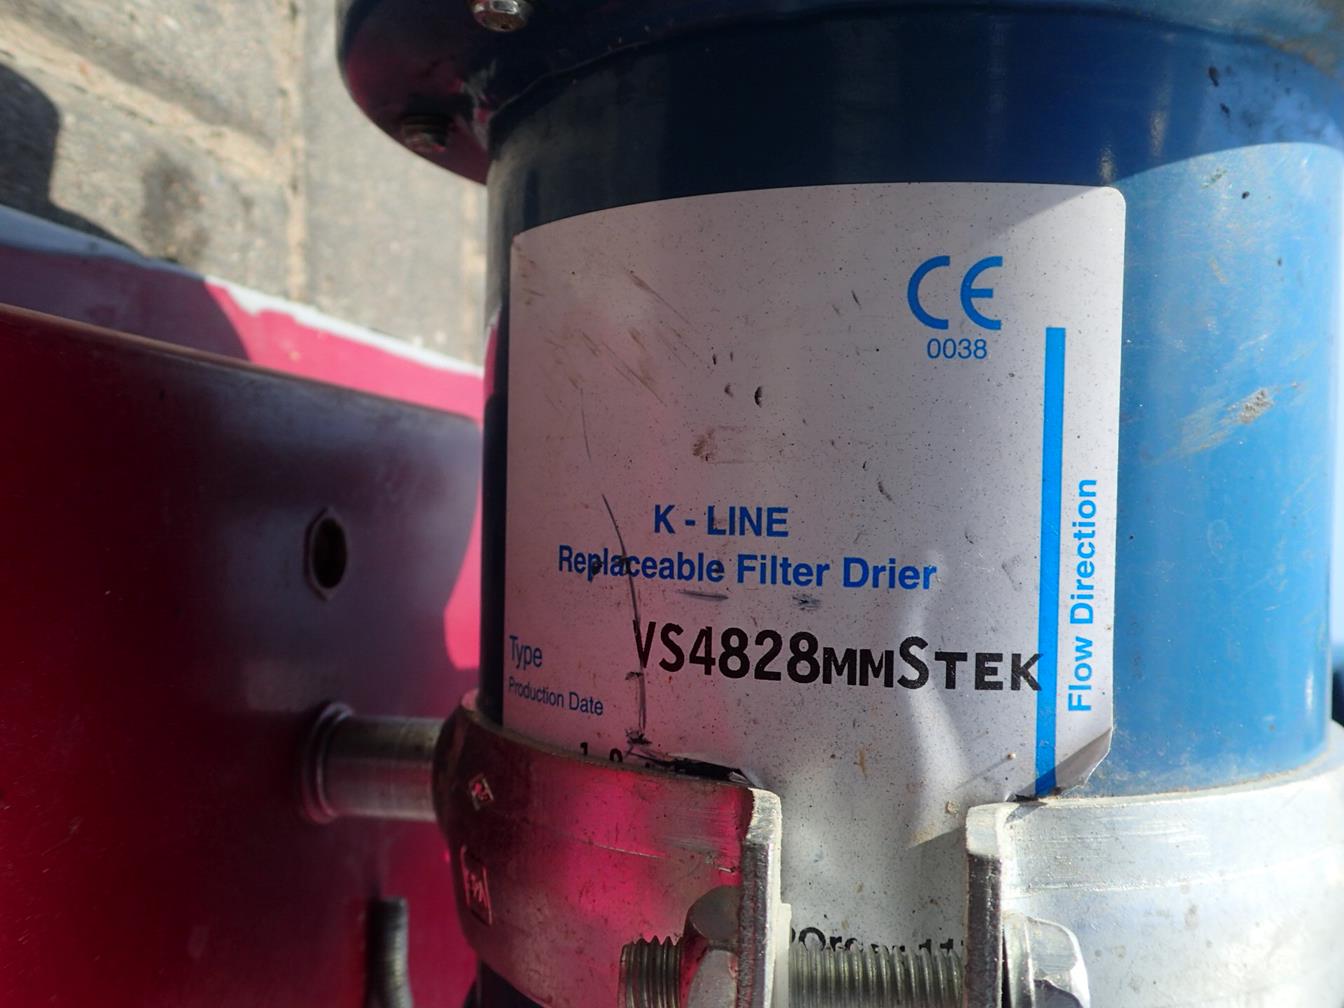 CE
0038
K - LINE
Replaceable Filter Drier
Type VS4828MMSTEK
Production Date
Flow Direction